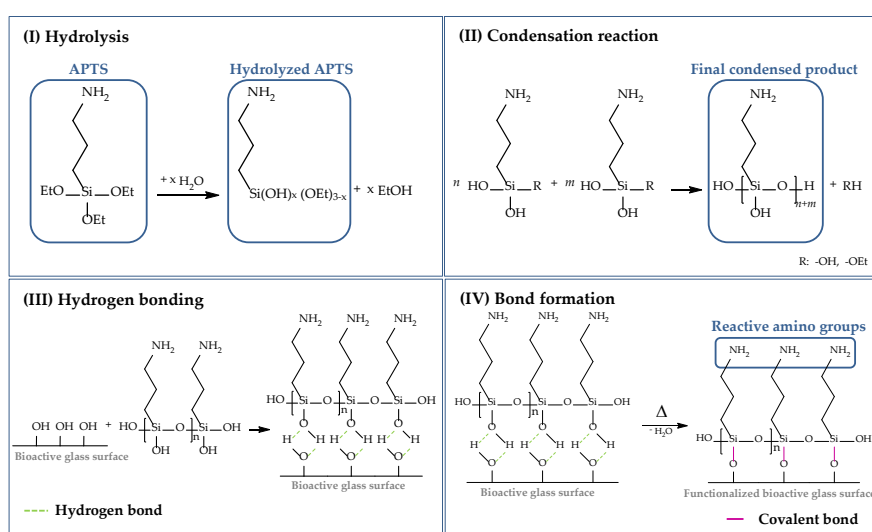 (I) Hydrolysis
APTS
Hydrolyzed APTS
NH2
NH2
EtO Si OEt
OEt
+ x H2O
Si(OH)x (OEt)3-x + x EtOH
(II) Condensation reaction
Final condensed product
NH2
NH2
NH2
n HO Si R + m HO Si R
OH
OH
HO [ Si O ] H + RH
n+m
OH
R: -OH, -OEt
(III) Hydrogen bonding
NH2 NH2
OH OH OH + HO [ Si O ] Si OH
n
OH OH
Bioactive glass surface
NH2 NH2 NH2
HO [ Si O ] Si O Si OH
n
O O O
H H H H H H
O O O
Bioactive glass surface
Hydrogen bond
(IV) Bond formation
NH2 NH2 NH2
HO [ Si O ] Si O Si OH
n
O O O
H H H H H H
O O O
Bioactive glass surface
Δ
- H2O
Reactive amino groups
NH2 NH2 NH2
HO [ Si O ] Si O Si OH
n
O O O
Functionalized bioactive glass surface
Covalent bond